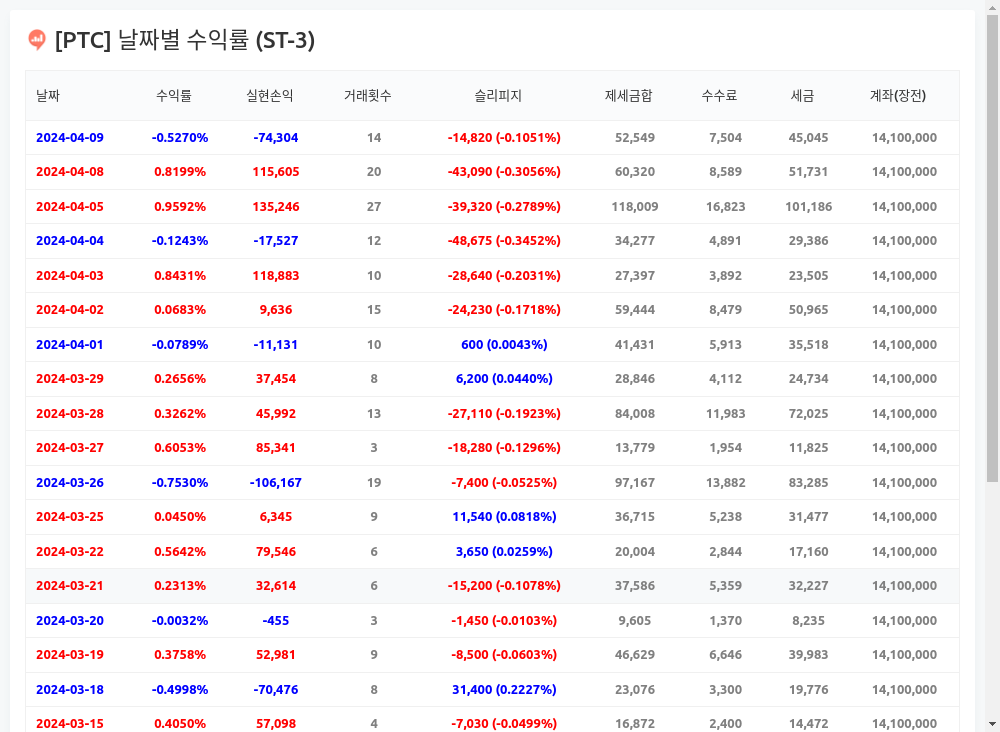 [PTC] 날짜별 수익률 (ST-3)
날짜 수익률 실현손익 거래횟수 슬리피지 제세금합 수수료 세금 계좌(장전)
2024-04-09 -0.5270% -74,304 14 -14,820 (-0.1051%) 52,549 7,504 45,045 14,100,000
2024-04-08 0.8199% 115,605 20 -43,090 (-0.3056%) 60,320 8,589 51,731 14,100,000
2024-04-05 0.9592% 135,246 27 -39,320 (-0.2789%) 118,009 16,823 101,186 14,100,000
2024-04-04 -0.1243% -17,527 12 -48,675 (-0.3452%) 34,277 4,891 29,386 14,100,000
2024-04-03 0.8431% 118,883 10 -28,640 (-0.2031%) 27,397 3,892 23,505 14,100,000
2024-04-02 0.0683% 9,636 15 -24,230 (-0.1718%) 59,444 8,479 50,965 14,100,000
2024-04-01 -0.0789% -11,131 10 600 (0.0043%) 41,431 5,913 35,518 14,100,000
2024-03-29 0.2656% 37,454 8 6,200 (0.0440%) 28,846 4,112 24,734 14,100,000
2024-03-28 0.3262% 45,992 13 -27,110 (-0.1923%) 84,008 11,983 72,025 14,100,000
2024-03-27 0.6053% 85,341 3 -18,280 (-0.1296%) 13,779 1,954 11,825 14,100,000
2024-03-26 -0.7530% -106,167 19 -7,400 (-0.0525%) 97,167 13,882 83,285 14,100,000
2024-03-25 0.0450% 6,345 9 11,540 (0.0818%) 36,715 5,238 31,477 14,100,000
2024-03-22 0.5642% 79,546 6 3,650 (0.0259%) 20,004 2,844 17,160 14,100,000
2024-03-21 0.2313% 32,614 6 -15,200 (-0.1078%) 37,586 5,359 32,227 14,100,000
2024-03-20 -0.0032% -455 3 -1,450 (-0.0103%) 9,605 1,370 8,235 14,100,000
2024-03-19 0.3758% 52,981 9 -8,500 (-0.0603%) 46,629 6,646 39,983 14,100,000
2024-03-18 -0.4998% -70,476 8 31,400 (0.2227%) 23,076 3,300 19,776 14,100,000
2024-03-15 0.4050% 57,098 4 -7,030 (-0.0499%) 16,872 2,400 14,472 14,100,000